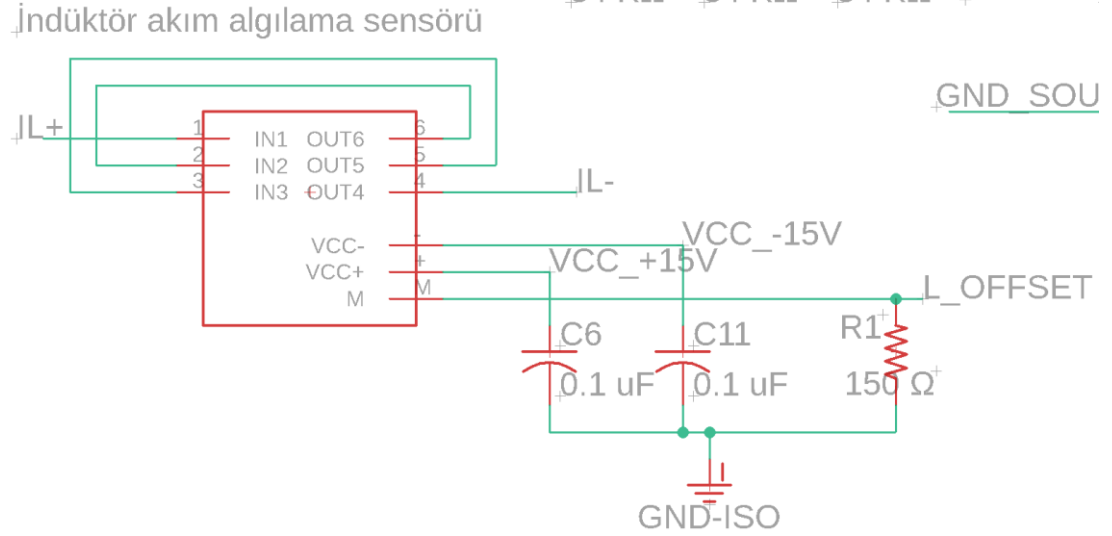 İndüktör akım algılama sensörü
GND_SOU
IL+
1 IN1 OUT6 6
2 IN2 OUT5 5
3 IN3 OUT4 4
IL-
VCC- -
VCC_-15V
VCC+ +
VCC_+15V
M M
L_OFFSET
C6
C11
R1
0.1 uF
0.1 uF
150 Ω
GND-ISO